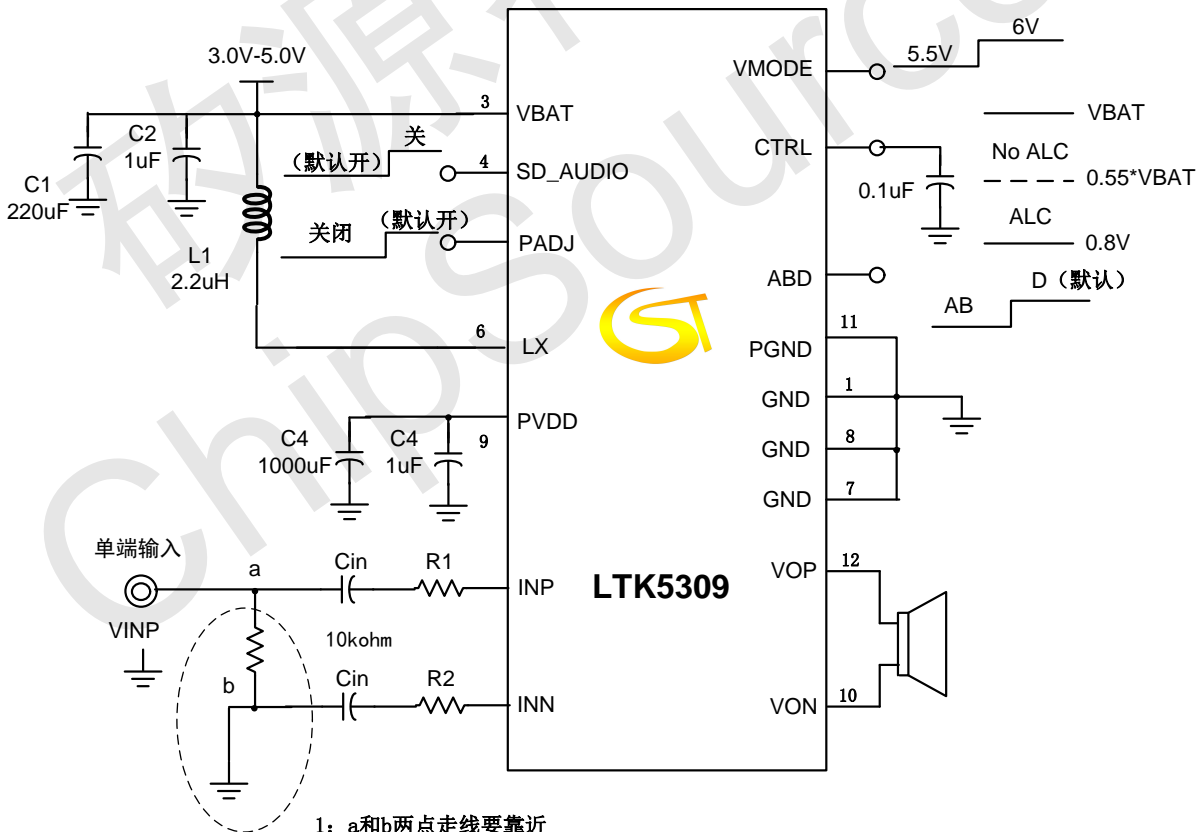 6V
5.5V
VMODE
3.0V-5.0V
3
VBAT
VBAT
C2
1uF
关
(默认开)
4
SD_AUDIO
CTRL
No ALC
0.55*VBAT
0.1uF
C1
220uF
ALC
关闭
(默认开)
PADJ
0.8V
L1
2.2uH
ABD
D（默认）
AB
CST
6
LX
11
PGND
1
GND
PVDD
9
C4
1000uF
C4
1uF
8
GND
7
GND
单端输入
a
Cin
R1
INP
LTK5309
VOP
12
VINP
10kohm
b
Cin
R2
INN
VON
10
1: a和b两点走线要靠近
矽源
ChipSource